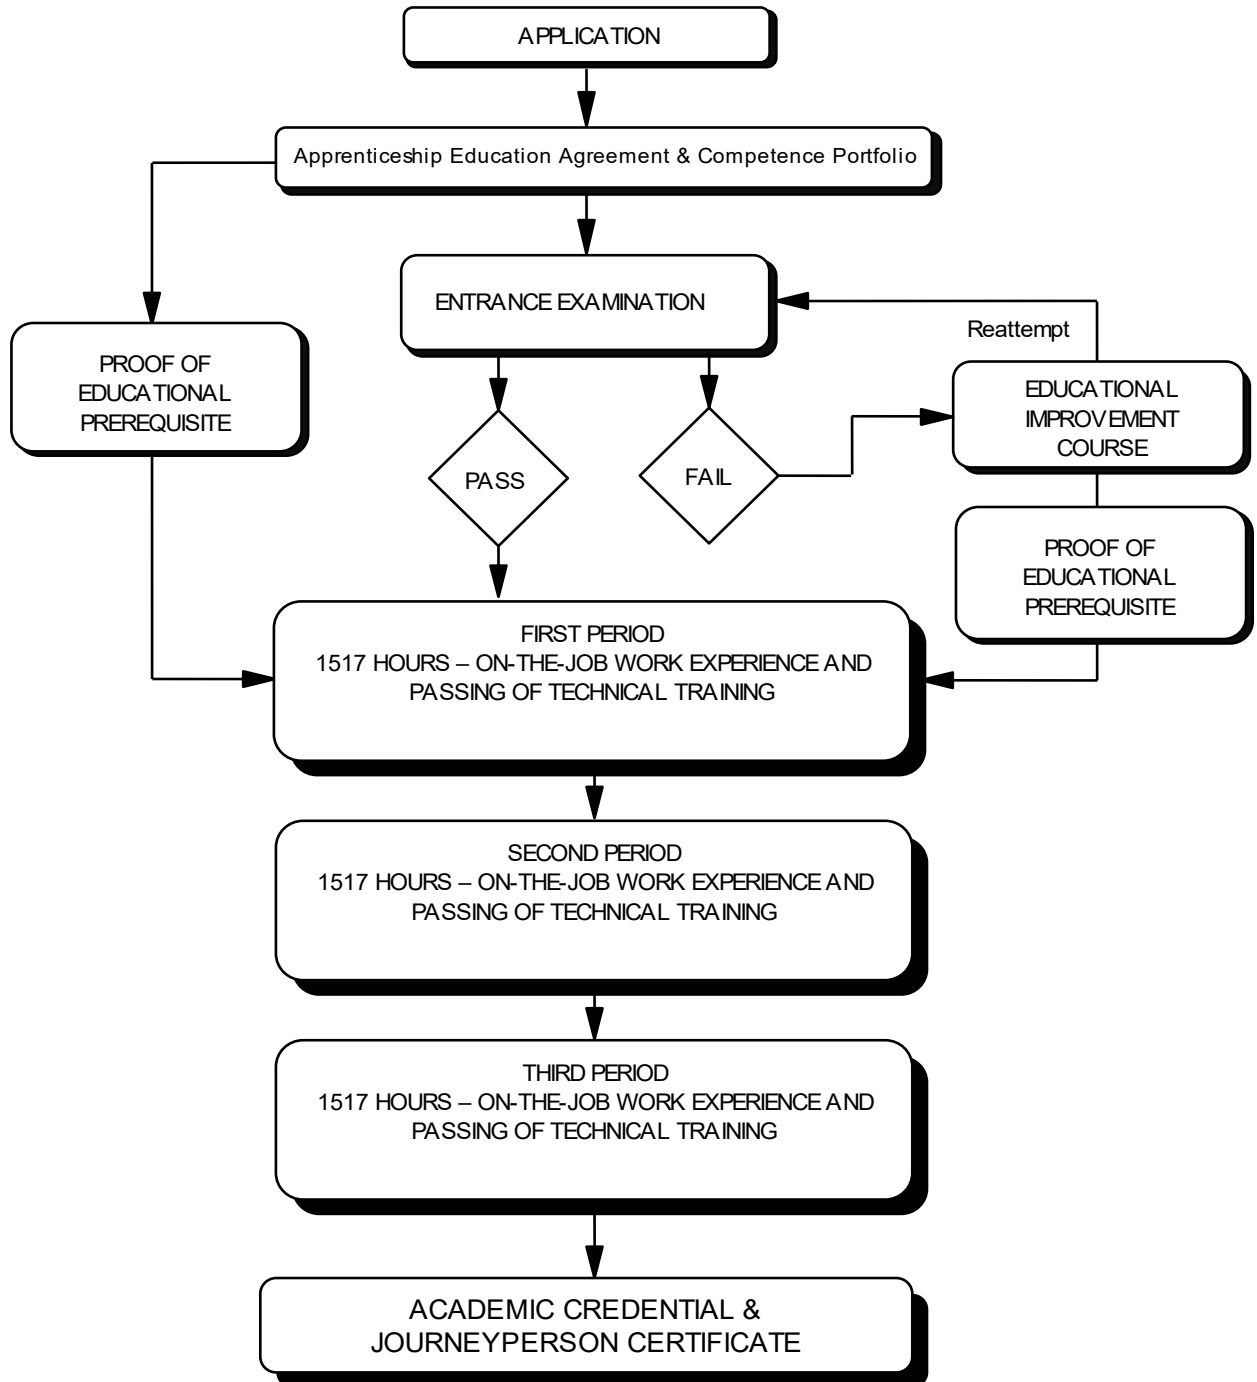 APPLICATION
Apprenticeship Education Agreement & Competence Portfolio
ENTRANCE EXAMINATION
Reattempt
PROOF OF
EDUCATIONAL
PREREQUISITE
EDUCATIONAL
IMPROVEMENT
COURSE
PASS
FAIL
PROOF OF
EDUCATIONAL
PREREQUISITE
FIRST PERIOD
1517 HOURS – ON-THE-JOB WORK EXPERIENCE AND
PASSING OF TECHNICAL TRAINING
SECOND PERIOD
1517 HOURS – ON-THE-JOB WORK EXPERIENCE AND
PASSING OF TECHNICAL TRAINING
THIRD PERIOD
1517 HOURS – ON-THE-JOB WORK EXPERIENCE AND
PASSING OF TECHNICAL TRAINING
ACADEMIC CREDENTIAL &
JOURNEYPERSON CERTIFICATE